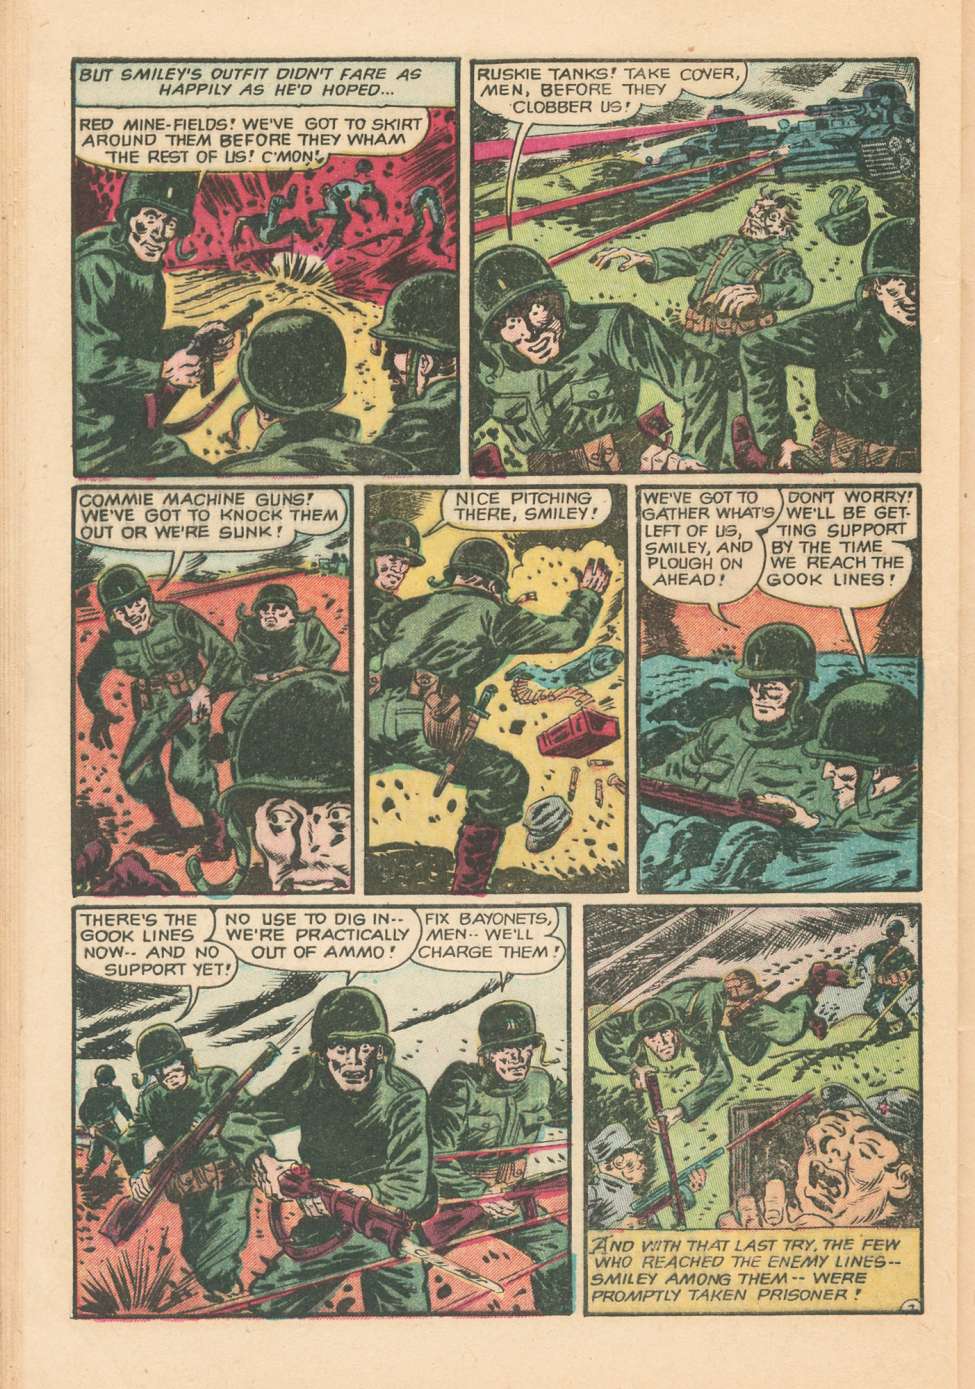 BUT SMILEY'S OUTFIT DIDN'T FARE AS
HAPPILY AS HE'D HOPED...
RED MINE-FIELDS! WE'VE GOT TO SKIRT
AROUND THEM BEFORE THEY WHAM
THE REST OF US! C'MON!
RUSKIE TANKS! TAKE COVER,
MEN, BEFORE THEY
CLOBBER US!
COMMIE MACHINE GUNS!
WE'VE GOT TO KNOCK THEM
OUT OR WE'RE SUNK!
NICE PITCHING
THERE, SMILEY!
WE'VE GOT TO
GATHER WHAT'S
LEFT OF US,
SMILEY, AND
PLOUGH ON
AHEAD!
DON'T WORRY!
WE'LL BE GET-
TING SUPPORT
BY THE TIME
WE REACH THE
GOOK LINES!
THERE'S THE
GOOK LINES
NOW-- AND NO
SUPPORT YET!
NO USE TO DIG IN--
WE'RE PRACTICALLY
OUT OF AMMO!
FIX BAYONETS,
MEN-- WE'LL
CHARGE THEM!
AND WITH THAT LAST TRY, THE FEW
WHO REACHED THE ENEMY LINES--
SMILEY AMONG THEM-- WERE
PROMPTLY TAKEN PRISONER!